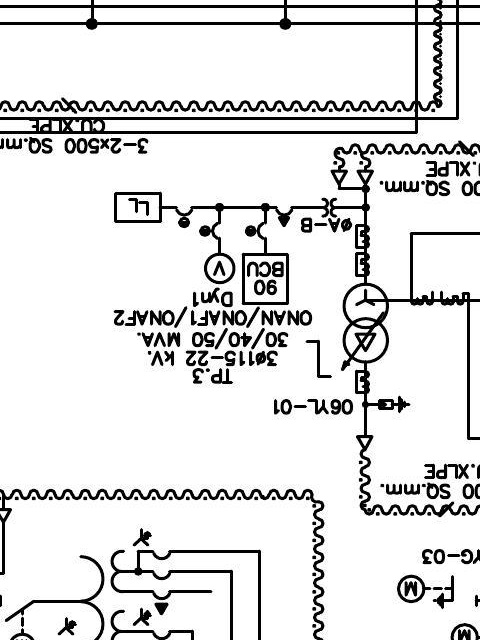 M
M
YG-03
00 SQ.mm.
U.XLPE
06YL-01
TP.3
3ø115-22 kV.
30/40/50 MVA.
ONAN/ONAF1/ONAF2
Dyn1
90
BCU
V
øA-B
00 SQ.mm.
U.XLPE
3-2x500 SQ.mm
CU.XLPE